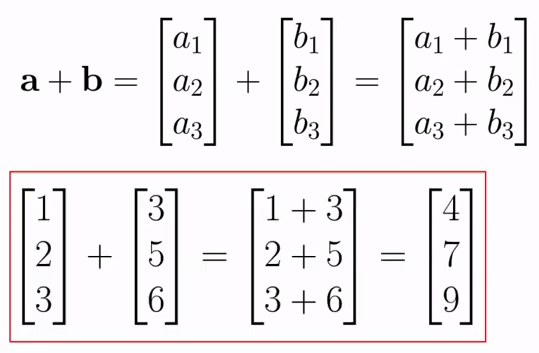 a + b = [a₁ a₂ a₃] + [b₁ b₂ b₃] = [a₁ + b₁ a₂ + b₂ a₃ + b₃]
[1 2 3] + [3 5 6] = [1 + 3 2 + 5 3 + 6] = [4 7 9]